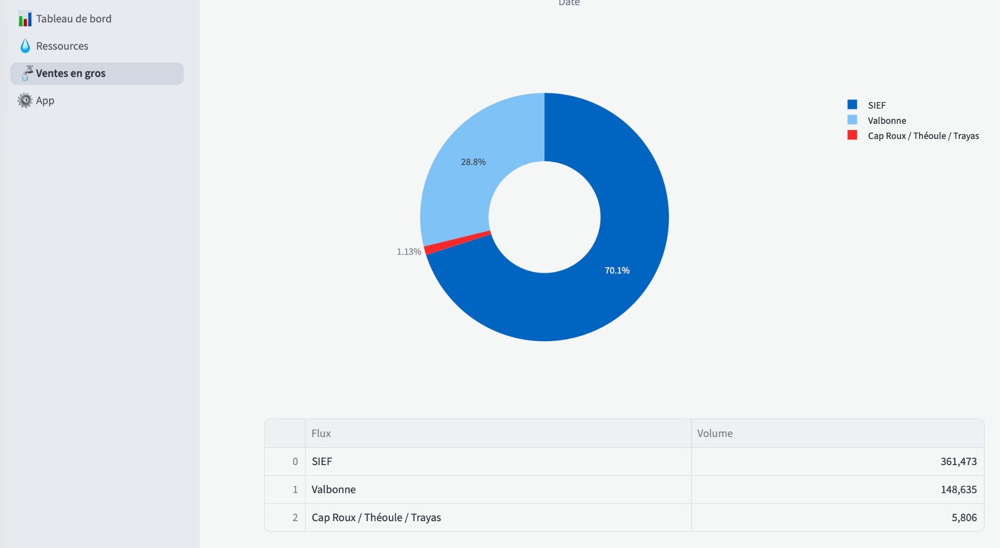 Tableau de bord
Ressources
Ventes en gros
App
Date
SIEF
Valbonne
Cap Roux / Théoule / Trayas
28.8%
1.13%
70.1%
Flux Volume
0 SIEF 361,473
1 Valbonne 148,635
2 Cap Roux / Théoule / Trayas 5,806